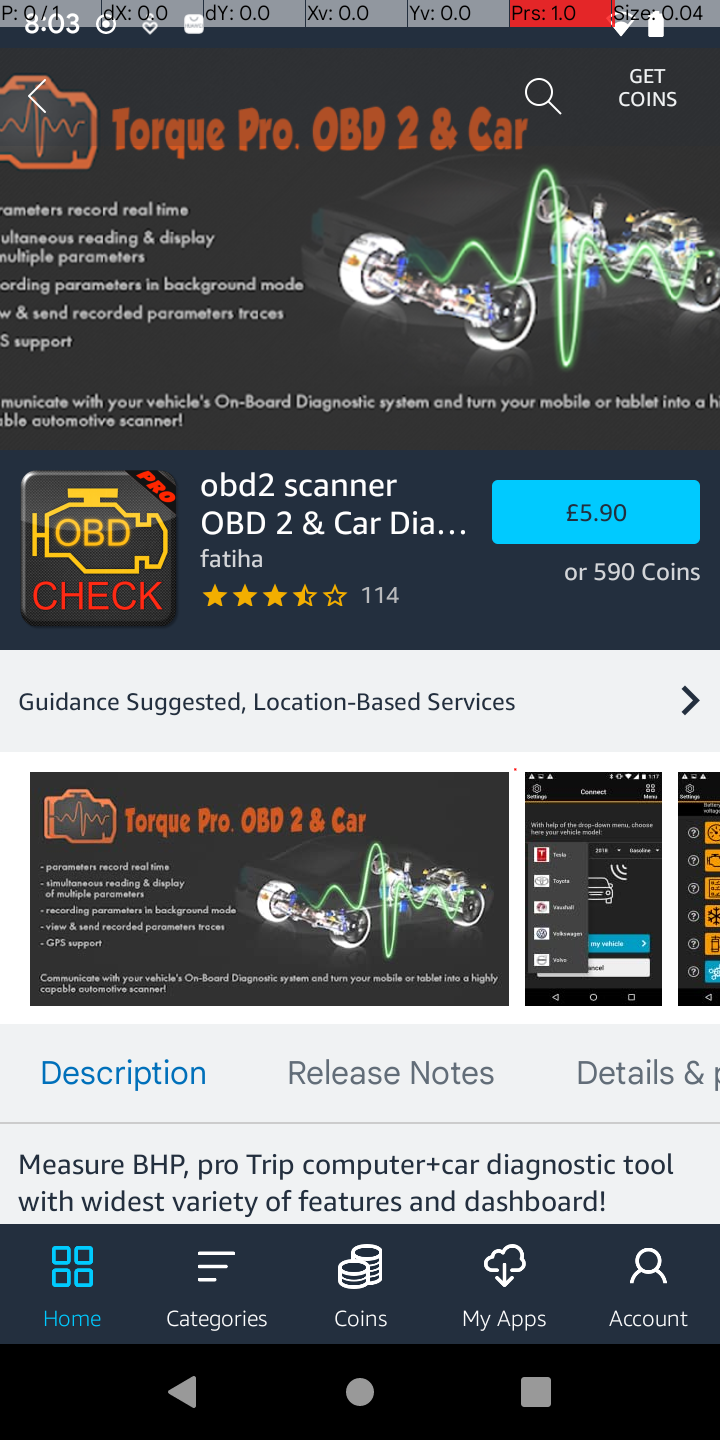 P: 0 / 1 dX: 0.0 dY: 0.0 Xv: 0.0 Yv: 0.0 Prs: 1.0 Size: 0.04
8:03
GET
COINS
Torque Pro. OBD 2 & Car
rameters record real time
ultaneous reading & display
multiple parameters
ording parameters in background mode
w & send recorded parameters traces
S support
municate with your vehicle's On-Board Diagnostic system and turn your mobile or tablet into a hi
able automotive scanner!
PRO
OBD
CHECK
obd2 scanner
OBD 2 & Car Dia...
fatiha
114
£5.90
or 590 Coins
Guidance Suggested, Location-Based Services
Torque Pro. OBD 2 & Car
- parameters record real time
- simultaneous reading & display
of multiple parameters
- recording parameters in background mode
- view & send recorded parameters traces
- GPS support
Communicate with your vehicle's On-Board Diagnostic system and turn your mobile or tablet into a highly
capable automotive scanner!
1:17
Settings Connect Menu
With help of the drop-down menu, choose
here your vehicle model:
Tesla 2018 Gasoline
Toyota
Vauxhall
Volkswagen my vehicle
Volvo ancel
Settings
Battery
voltage
Description Release Notes Details & p
Measure BHP, pro Trip computer+car diagnostic tool
with widest variety of features and dashboard!
Home Categories Coins My Apps Account